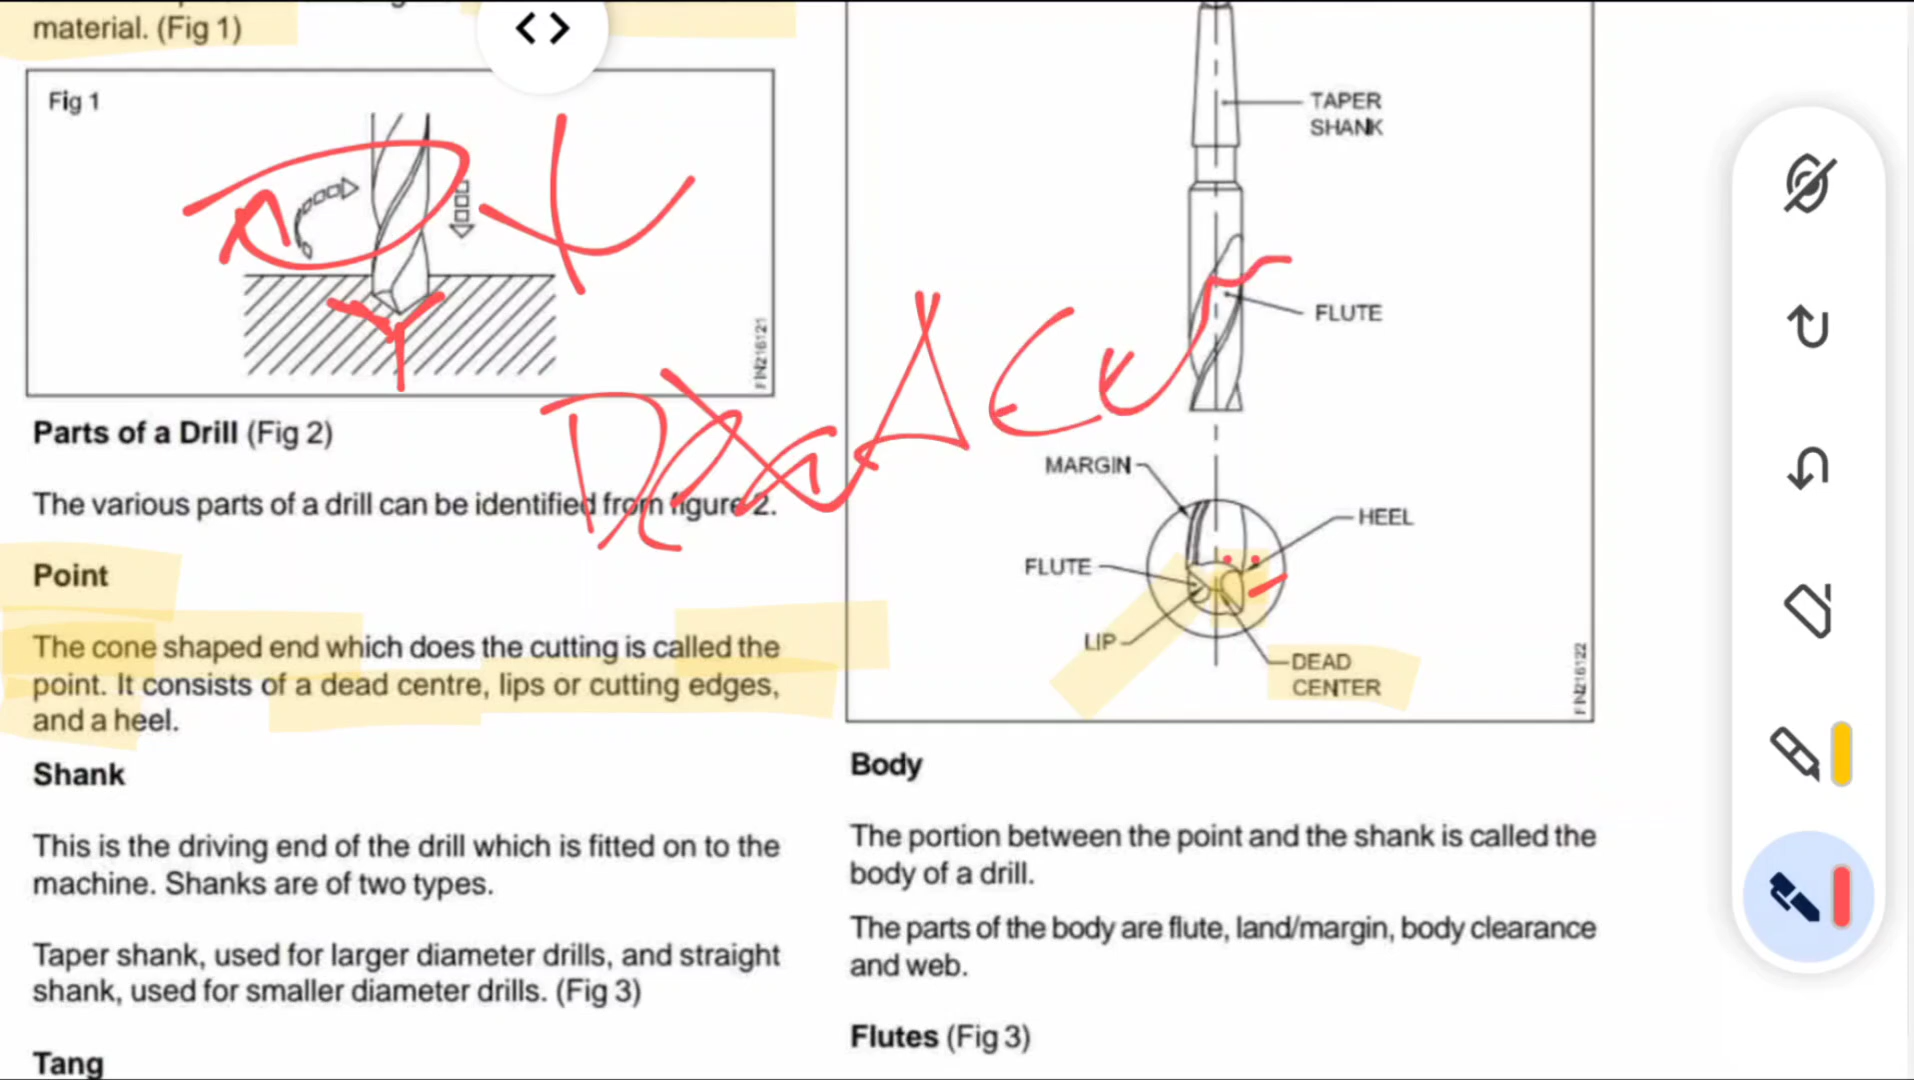 material. (Fig 1)
Fig 1
FIN216121
Parts of a Drill (Fig 2)
The various parts of a drill can be identified from figure 2.
Point
The cone shaped end which does the cutting is called the
point. It consists of a dead centre, lips or cutting edges,
and a heel.
Shank
This is the driving end of the drill which is fitted on to the
machine. Shanks are of two types.
Taper shank, used for larger diameter drills, and straight
shank, used for smaller diameter drills. (Fig 3)
Tang
TAPER
SHANK
FLUTE
MARGIN
HEEL
FLUTE
LIP
DEAD
CENTER
FIN216122
Body
The portion between the point and the shank is called the
body of a drill.
The parts of the body are flute, land/margin, body clearance
and web.
Flutes (Fig 3)